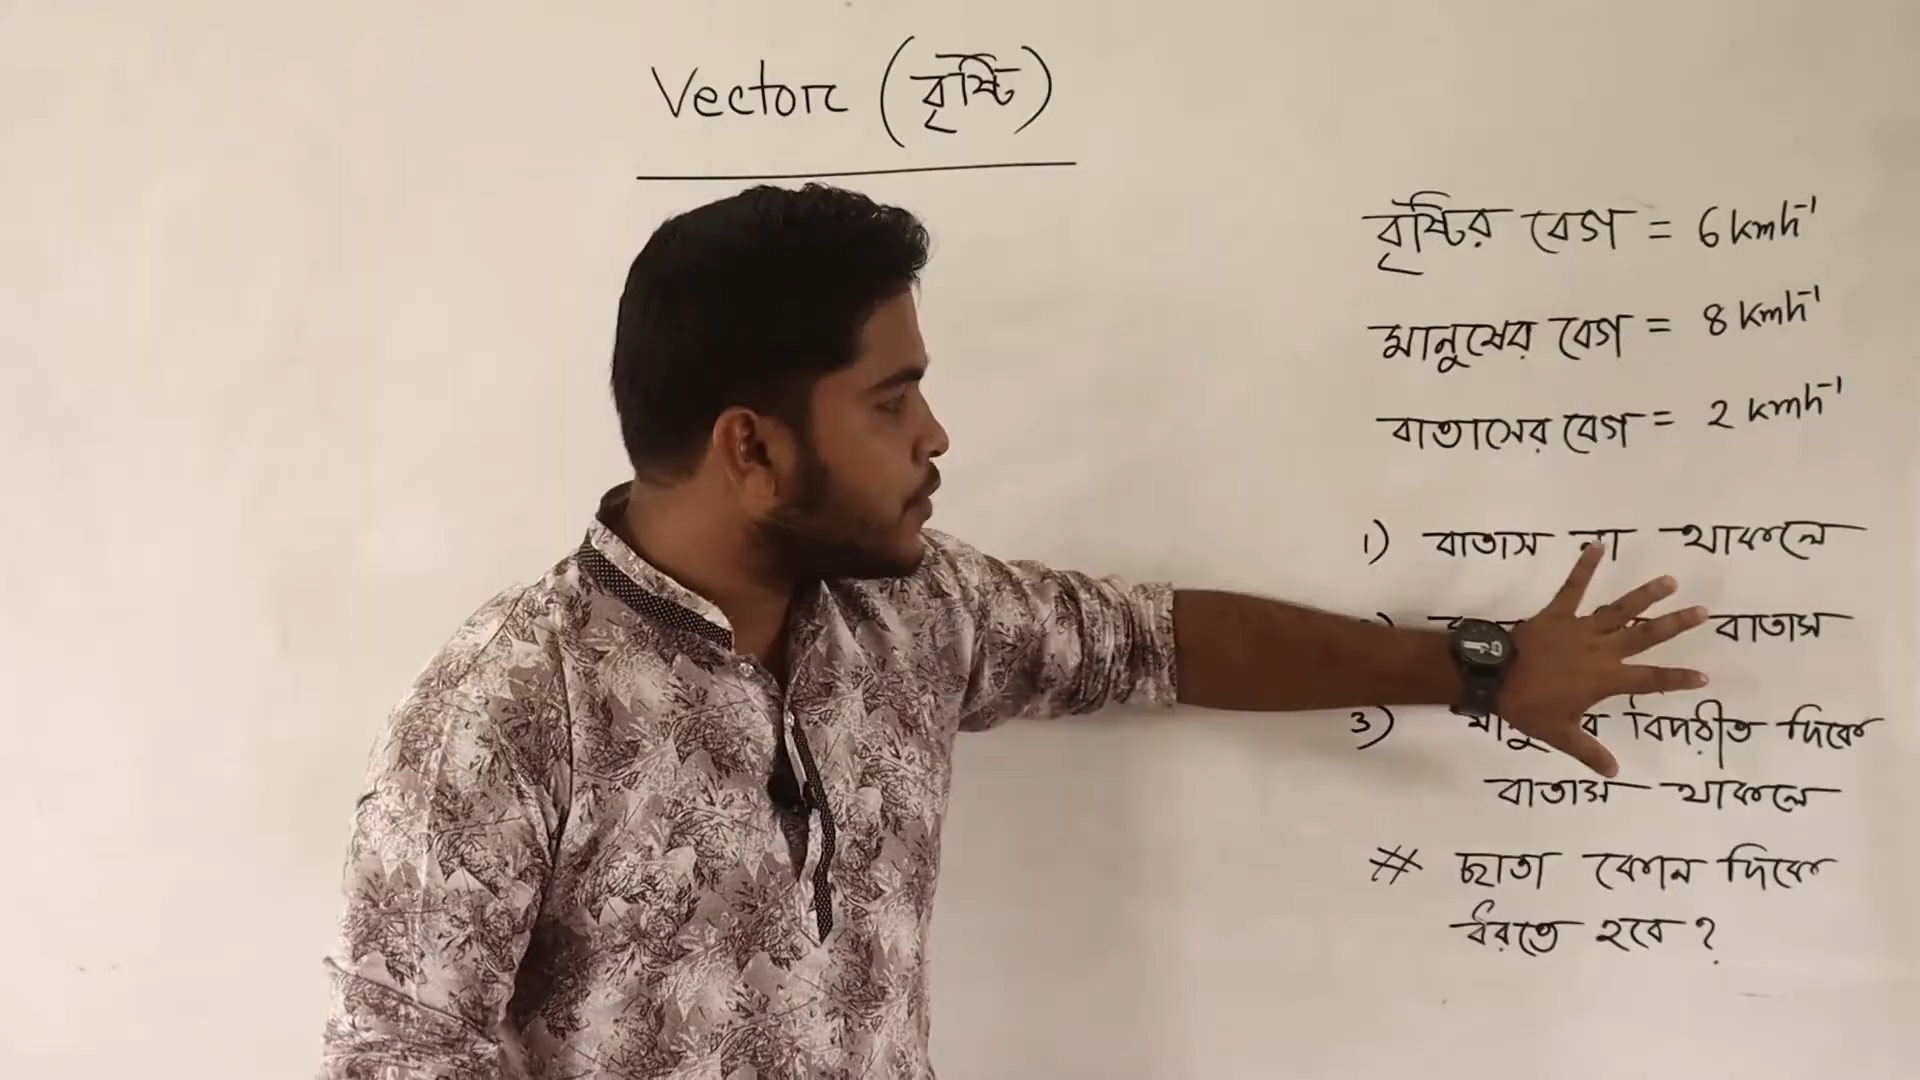 Vector (বৃষ্টি)
বৃষ্টির বেগ = 6 kmh⁻¹
মানুষের বেগ = 8 kmh⁻¹
বাতাসের বেগ = 2 kmh⁻¹
1) বাতাস না থাকলে
বাতাস
3) বিপরীত দিকে
বাতাস থাকলে
# ছাতা কোন দিকে
ধরতে হবে?